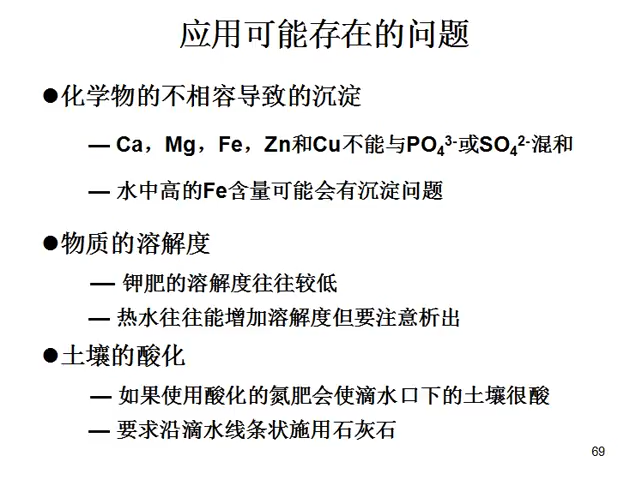 应用可能存在的问题
●化学物的不相容导致的沉淀
— Ca，Mg，Fe，Zn和Cu不能与PO₄³⁻或SO₄²⁻混和
— 水中高的Fe含量可能会有沉淀问题
●物质的溶解度
— 钾肥的溶解度往往较低
— 热水往往能增加溶解度但要注意析出
●土壤的酸化
— 如果使用酸化的氮肥会使滴水口下的土壤很酸
— 要求沿滴水线条状施用石灰石
69